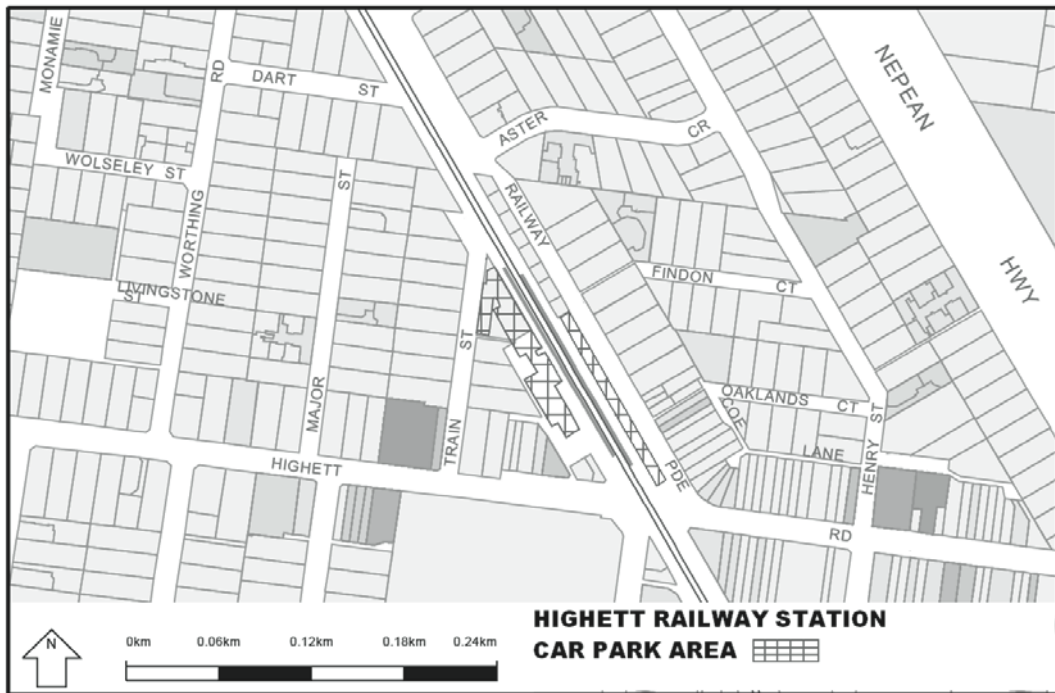 MONAMIE
RD
DART ST
NEPEAN
ASTER CR
WOLSELEY ST
ST
RAILWAY
WORTHING
HWY
FINDON CT
LIVINGSTONE
ST
ST
OAKLANDS CT
COE
MAJOR
TRAIN
ST
LANE
HIGHETT
PDE
HENRY
RD
N
0km 0.06km 0.12km 0.18km 0.24km
HIGHETT RAILWAY STATION
CAR PARK AREA